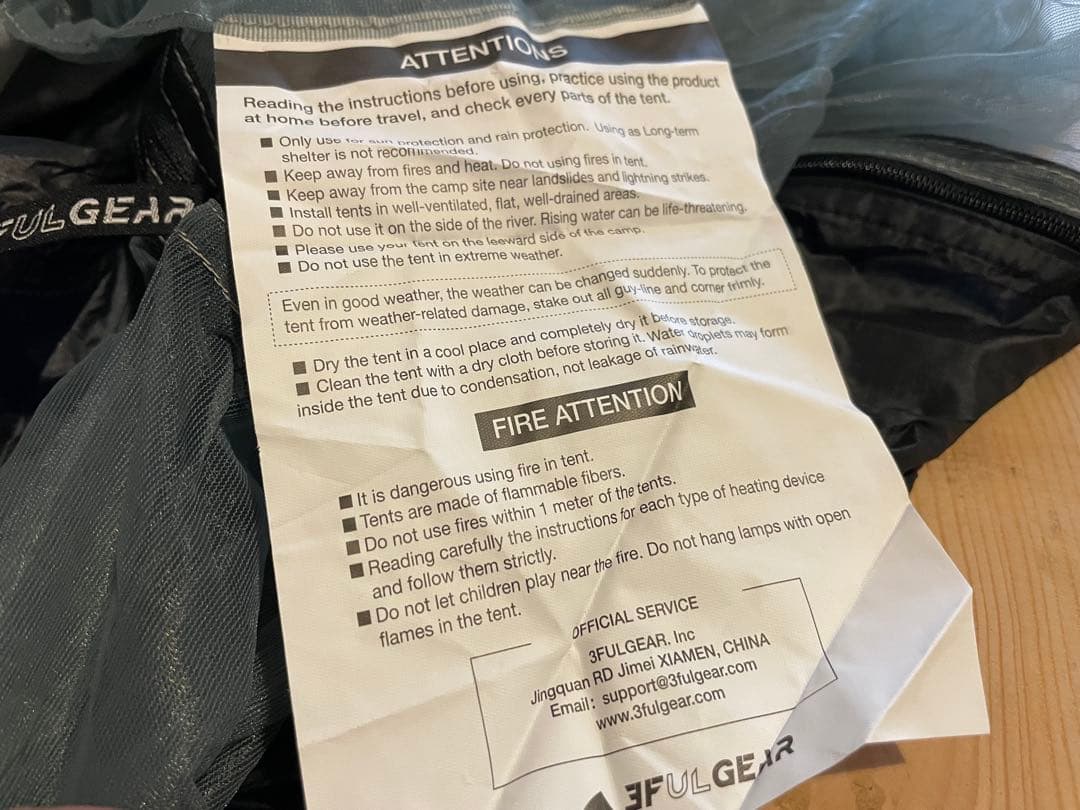 ATTENTIONS
Reading the instructions before using, practice using the product
at home before travel, and check every parts of the tent.
■ Only use for sun protection and rain protection. Using as Long-term
shelter is not recommended.
■ Keep away from fires and heat. Do not using fires in tent.
■ Keep away from the camp site near landslides and lightning strikes.
■ Install tents in well-ventilated, flat, well-drained areas.
■ Do not use it on the side of the river. Rising water can be life-threatening.
■ Please use your tent on the leeward side of the camp.
■ Do not use the tent in extreme weather.
Even in good weather, the weather can be changed suddenly. To protect the
tent from weather-related damage, stake out all guy-line and corner trimly.
■ Dry the tent in a cool place and completely dry it before storage.
■ Clean the tent with a dry cloth before storing it. Water droplets may form
inside the tent due to condensation, not leakage of rainwater.
FIRE ATTENTION
■ It is dangerous using fire in tent.
■ Tents are made of flammable fibers.
■ Do not use fires within 1 meter of the tents.
■ Reading carefully the instructions for each type of heating device
and follow them strictly.
■ Do not let children play near the fire. Do not hang lamps with open
flames in the tent.
OFFICIAL SERVICE
3FULGEAR. Inc
Jingquan RD Jimei XIAMEN, CHINA
Email: support@3fulgear.com
www.3fulgear.com
3FULGEAR
3FULGEAR